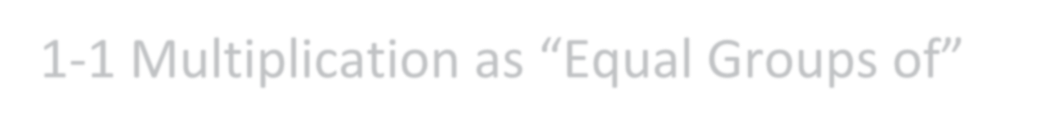 1-1 Multiplication as “Equal Groups of”